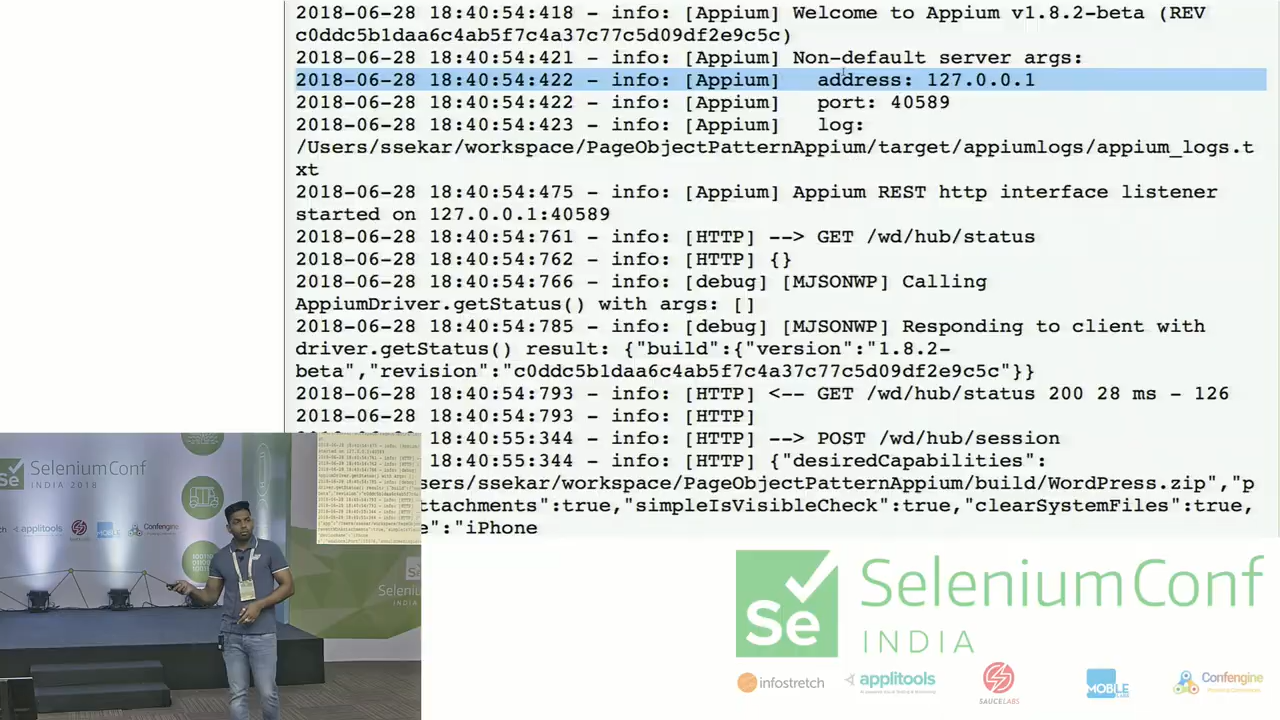 2018-06-28 18:40:54:418 - info: [Appium] Welcome to Appium v1.8.2-beta (REV
c0ddc5b1daa6c4ab5f7c4a37c77c5d09df2e9c5c)
2018-06-28 18:40:54:421 - info: [Appium] Non-default server args:
2018-06-28 18:40:54:422 - info: [Appium]   address: 127.0.0.1
2018-06-28 18:40:54:422 - info: [Appium]   port: 40589
2018-06-28 18:40:54:423 - info: [Appium]   log:
/Users/ssekar/workspace/PageObjectPatternAppium/target/appiumlogs/appium_logs.t
xt
2018-06-28 18:40:54:475 - info: [Appium] Appium REST http interface listener
started on 127.0.0.1:40589
2018-06-28 18:40:54:761 - info: [HTTP] --> GET /wd/hub/status
2018-06-28 18:40:54:762 - info: [HTTP] {}
2018-06-28 18:40:54:766 - info: [debug] [MJSONWP] Calling
AppiumDriver.getStatus() with args: []
2018-06-28 18:40:54:785 - info: [debug] [MJSONWP] Responding to client with
driver.getStatus() result: {"build":{"version":"1.8.2-
beta","revision":"c0ddc5b1daa6c4ab5f7c4a37c77c5d09df2e9c5c"}}
2018-06-28 18:40:54:793 - info: [HTTP] <-- GET /wd/hub/status 200 28 ms - 126
2018-06-28 18:40:54:793 - info: [HTTP]
18:40:55:344 - info: [HTTP] --> POST /wd/hub/session
18:40:55:344 - info: [HTTP] {"desiredCapabilities":
ers/ssekar/workspace/PageObjectPatternAppium/build/WordPress.zip","p
ttachments":true,"simpleIsVisibleCheck":true,"clearSystemFiles":true,
e":"iPhone
SeleniumConf
INDIA 2018
applitools
Confengine
Se SeleniumConf
INDIA
infostretch
applitools
SAUCELABS
MOBILE
Confengine